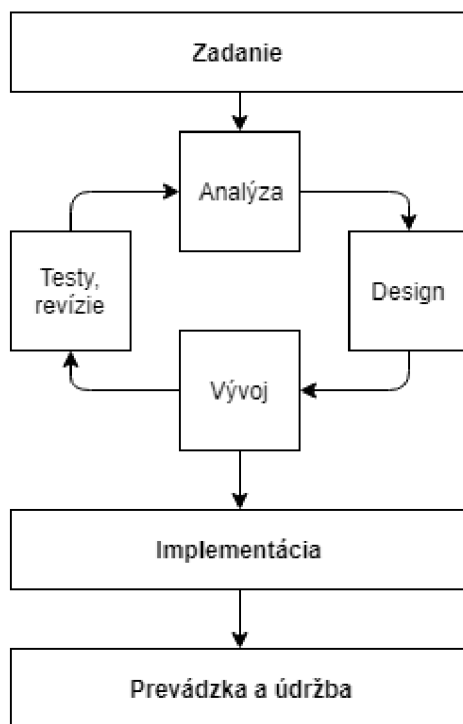 Zadanie
Analýza
Testy,
revízie
Design
Vývoj
Implementácia
Prevádzka a údržba